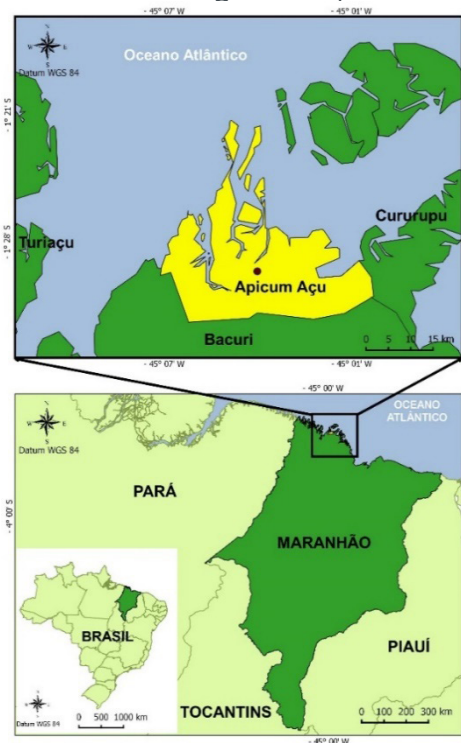 - 45° 07' W
- 45° 01' W
Oceano Atlântico
Datum WGS 84
- 1° 21' S
Cururupu
Turiaçu
- 1° 28' S
Apicum Açu
Bacuri
0 5 10 15 km
- 45° 07' W
- 45° 01' W
- 45° 00' W
OCEANO
ATLÂNTICO
Datum WGS 84
PARÁ
- 4° 00' S
MARANHÃO
BRASIL
PIAUÍ
0 500 1000 km
TOCANTINS
0 100 200 300 km
Datum WGS 84
- 45° 00' W